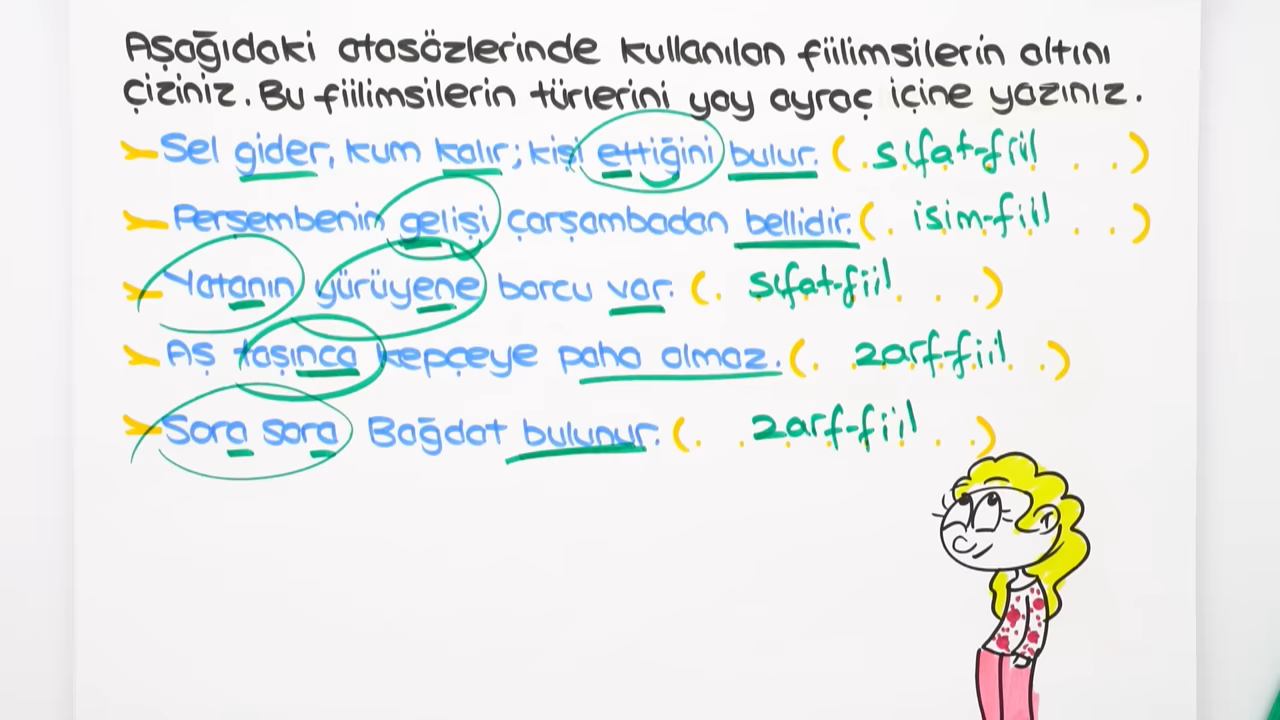 Aşağıdaki atasözlerinde kullanılan fiilimsilerin altını
çiziniz. Bu fiilimsilerin türlerini yay ayraç içine yazınız.
Sel gider, kum kalır; kişi ettiğini bulur. (. sıfat-fiil . . )
Perşembenin gelişi çarşambadan bellidir. (. isim-fiil . . )
Yatanın yürüyene borcu var. (. sıfat-fiil . . . )
Aş taşınca kepçeye paha olmaz. (. zarf-fiil . . )
Sora sora Bağdat bulunur. (. . zarf-fiil . . )